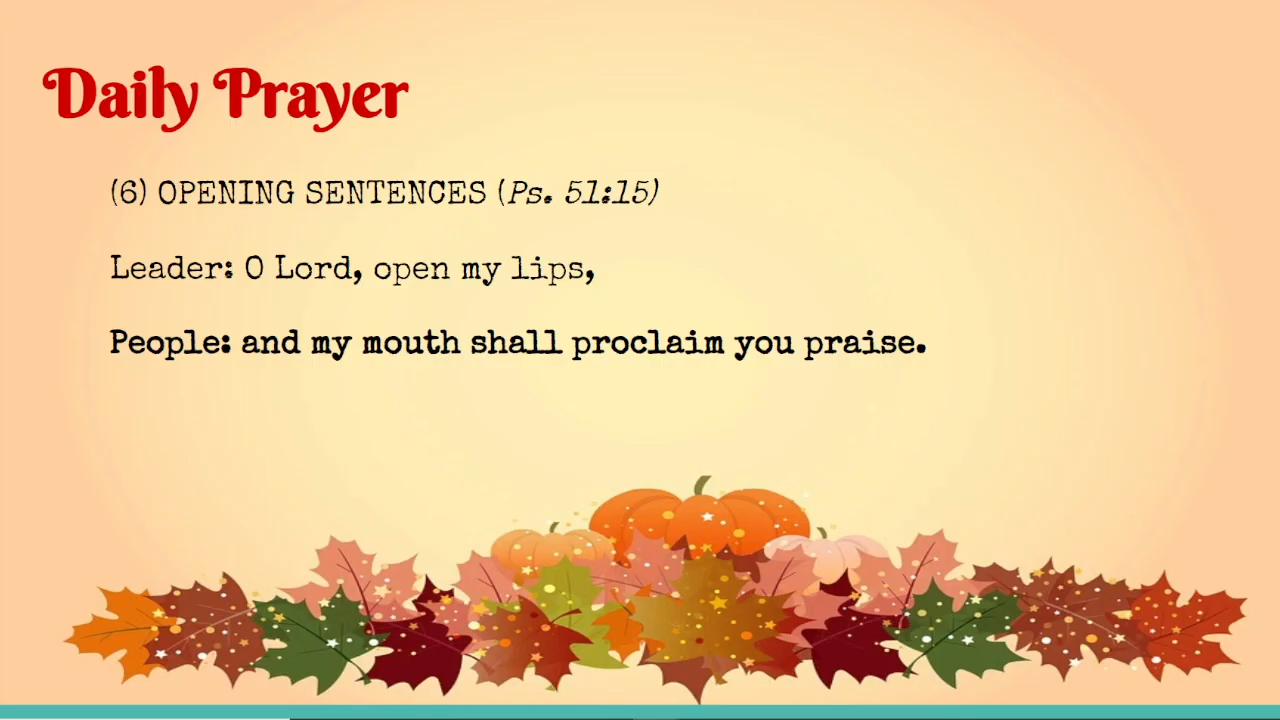 Daily Prayer
(6) OPENING SENTENCES (Ps. 51:15)
Leader: O Lord, open my lips,
People: and my mouth shall proclaim you praise.